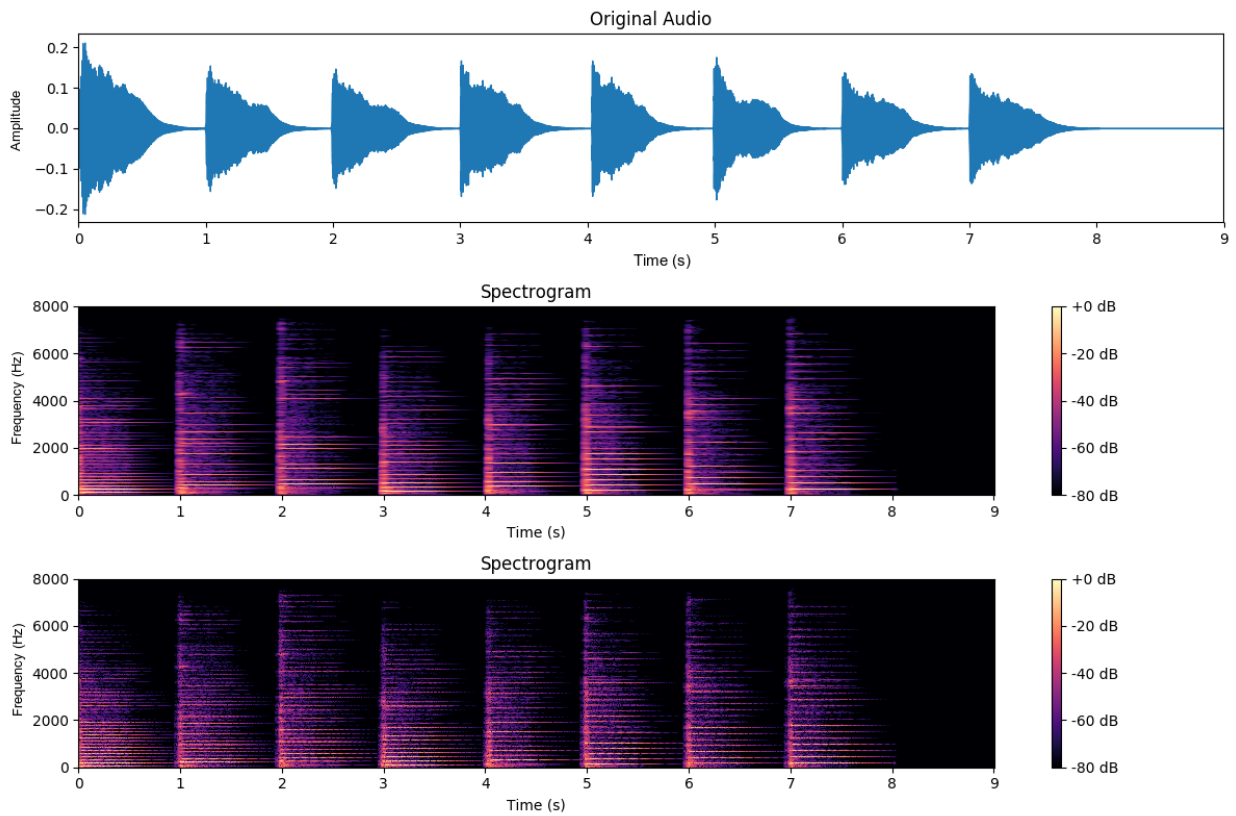 Original Audio
0.2
0.1
0.0
−0.1
−0.2
Amplitude
0 1 2 3 4 5 6 7 8 9
Time (s)
Spectrogram
8000
6000
4000
2000
0
Frequency (Hz)
0 1 2 3 4 5 6 7 8 9
Time (s)
+0 dB
-20 dB
-40 dB
-60 dB
-80 dB
Spectrogram
8000
6000
4000
2000
0
Frequency (Hz)
0 1 2 3 4 5 6 7 8 9
Time (s)
+0 dB
-20 dB
-40 dB
-60 dB
-80 dB